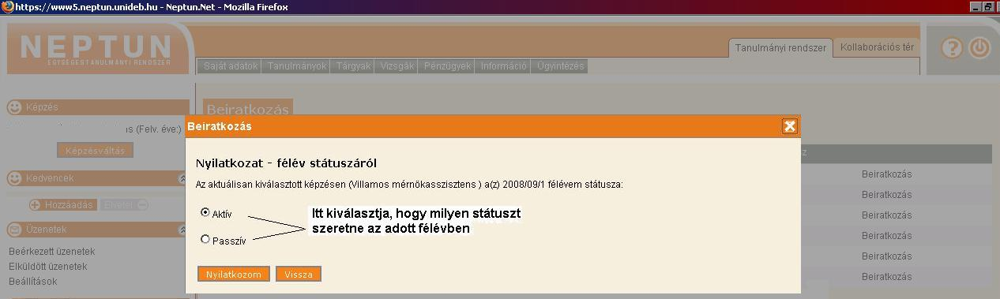 https://www5.neptun.unideb.hu - Neptun.Net - Mozilla Firefox
NEPTUN
EGYSÉGES TANULMÁNYI RENDSZER
Tanulmányi rendszer
Kollaborációs tér
Saját adatok Tanulmányok Tárgyak Vizsgák Pénzügyek Információ Ügyintézés
Képzés
s (Felv. éve:)
Képzésváltás
Kedvencek
Hozzáadás Elvétel
Üzenetek
Beérkezett üzenetek
Elküldött üzenetek
Beállítások
Beiratkozás
Beiratkozás
Nyilatkozat - félév státuszáról
Az aktuálisan kiválasztott képzésen (Villamos mérnökasszisztens ) a(z) 2008/09/1 félévem státusza:
Aktív
Passzív
Itt kiválasztja, hogy milyen státuszt
szeretne az adott félévben
Nyilatkozom Vissza
z
Beiratkozás
Beiratkozás
Beiratkozás
Beiratkozás
Beiratkozás
Beiratkozás